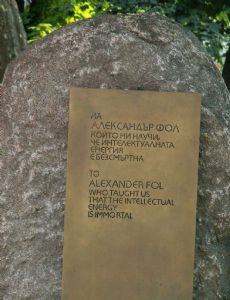 НА
АЛЕКСАНДЪР ФОЛ
КОЙТО НИ НАУЧИ,
ЧЕ ИНТЕЛЕКТУАЛНАТА
ЕНЕРГИЯ
Е БЕЗСМЪРТНА
TO
ALEXANDER FOL
WHO TAUGHT US
THAT THE INTELLECTUAL
ENERGY
IS IMMORTAL